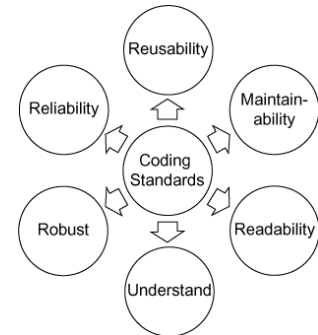 Reusability
Reliability
Maintain-
ability
Coding
Standards
Robust
Readability
Understand